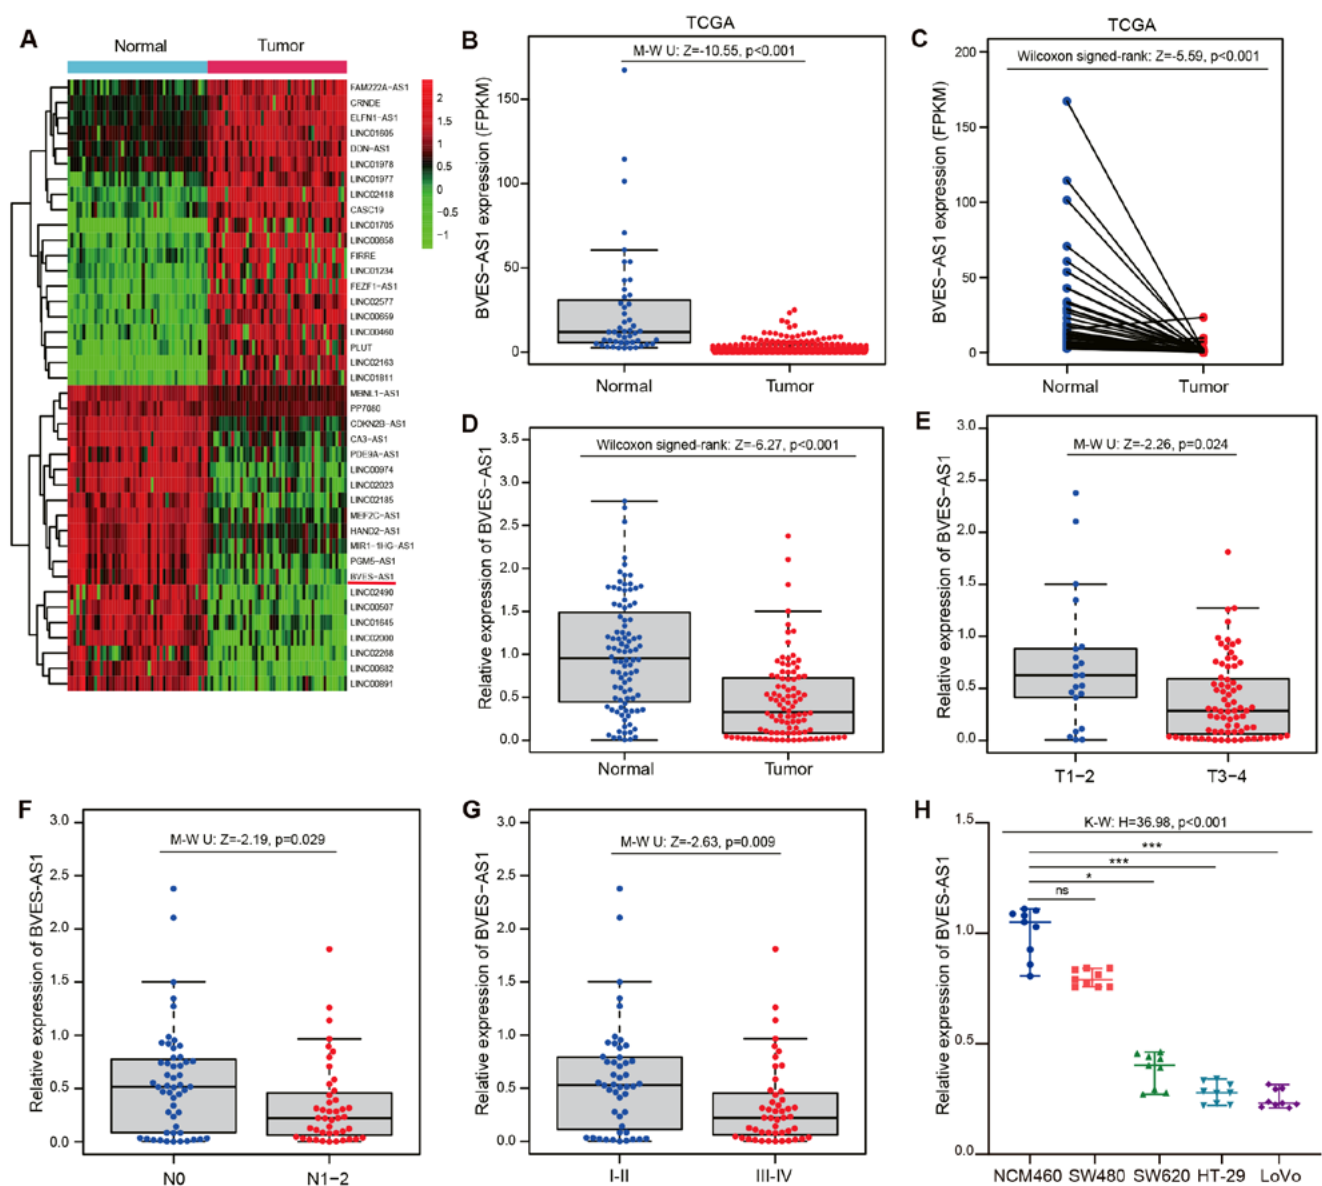 A
Normal
Tumor
FAM222A-AS1
CRNDE
ELFN1-AS1
LINC01605
DDN-AS1
LINC01978
LINC01977
LINC02418
CASC19
LINC01705
LINC00858
FIRRE
LINC01234
FEZF1-AS1
LINC02577
LINC00659
LINC00460
PLUT
LINC02163
LINC01811
MBNL1-AS1
PP7080
CDKN2B-AS1
CA3-AS1
PDE9A-AS1
LINC00974
LINC02023
LINC02185
MEF2C-AS1
HAND2-AS1
MIR1-1HG-AS1
PGM5-AS1
BVES-AS1
LINC02490
LINC00507
LINC01645
LINC02000
LINC02268
LINC00682
LINC00891
2
1.5
1
0.5
0
−0.5
−1
B
TCGA
M-W U: Z=-10.55, p<0.001
BVES−AS1 expression (FPKM)
150
100
50
0
Normal
Tumor
C
TCGA
Wilcoxon signed-rank: Z=-5.59, p<0.001
BVES−AS1 expression (FPKM)
200
150
100
50
0
Normal
Tumor
D
Wilcoxon signed-rank: Z=-6.27, p<0.001
Relative expression of BVES−AS1
3.5
3.0
2.5
2.0
1.5
1.0
0.5
0.0
Normal
Tumor
E
M-W U: Z=-2.26, p=0.024
Relative expression of BVES−AS1
3.0
2.5
2.0
1.5
1.0
0.5
0.0
T1−2
T3−4
F
M-W U: Z=-2.19, p=0.029
Relative expression of BVES-AS1
3.0
2.5
2.0
1.5
1.0
0.5
0.0
N0
N1−2
G
M-W U: Z=-2.63, p=0.009
Relative expression of BVES−AS1
3.0
2.5
2.0
1.5
1.0
0.5
0.0
I-II
III-IV
H
K-W: H=36.98, p<0.001
***
***
*
ns
Relative expression of BVES-AS1
1.5
1.0
0.5
0.0
NCM460
SW480
SW620
HT-29
LoVo